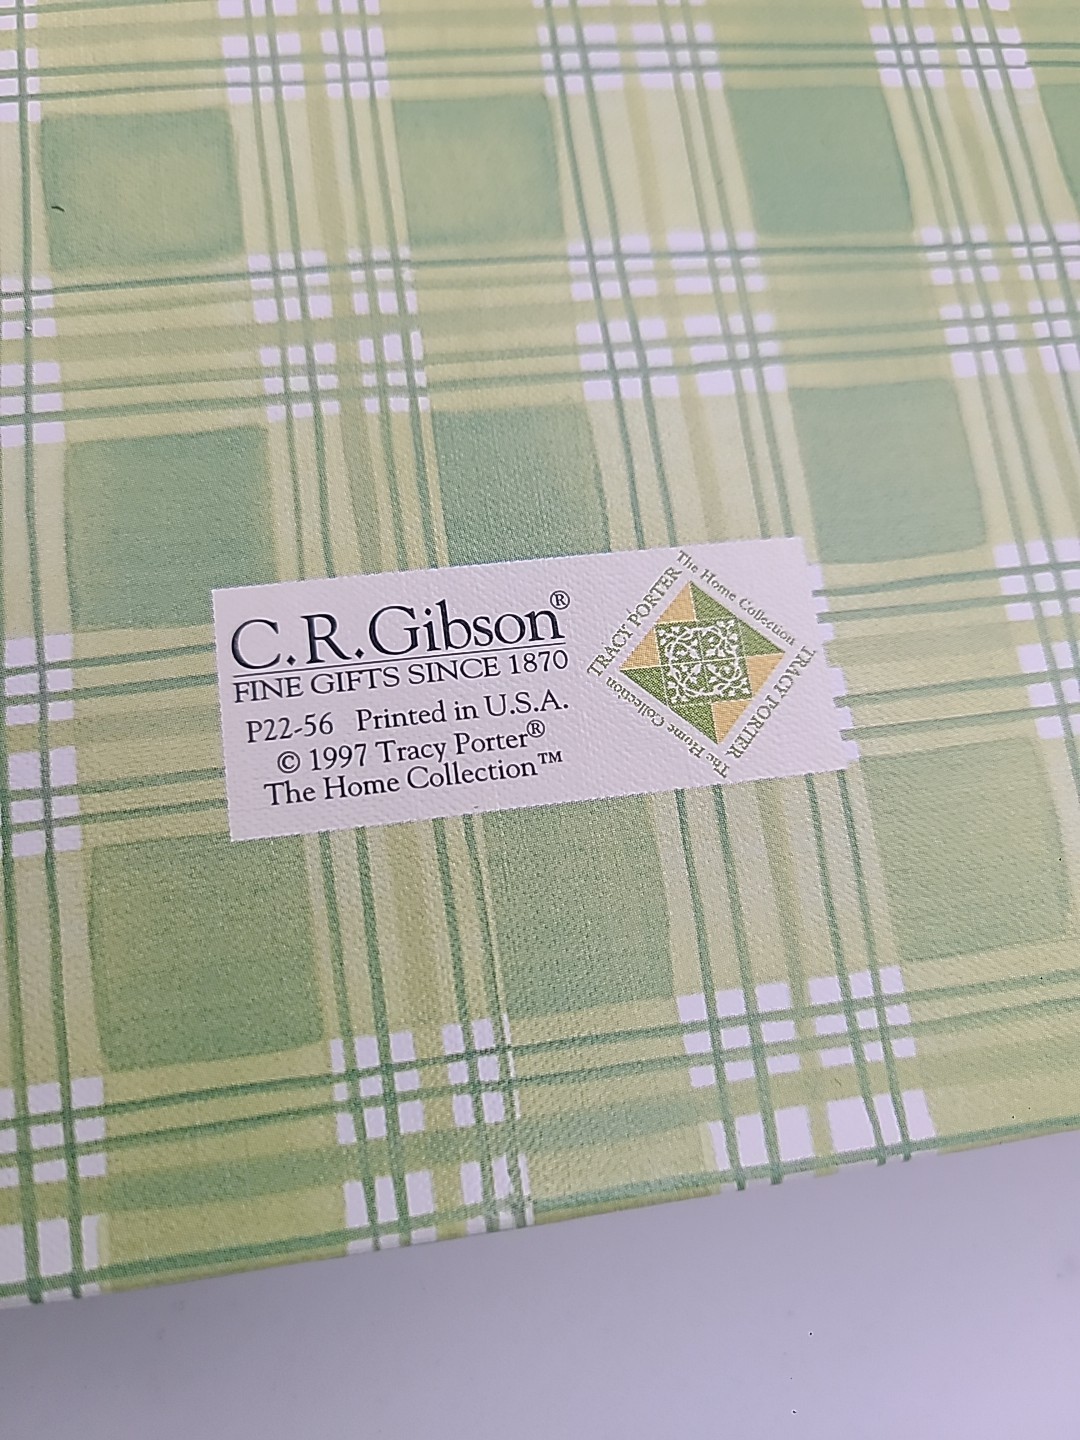 C.R.Gibson®
FINE GIFTS SINCE 1870
P22-56 Printed in U.S.A.
© 1997 Tracy Porter®
The Home Collection™
TRACY PORTER
The Home Collection
TRACY PORTER
The Home Collection